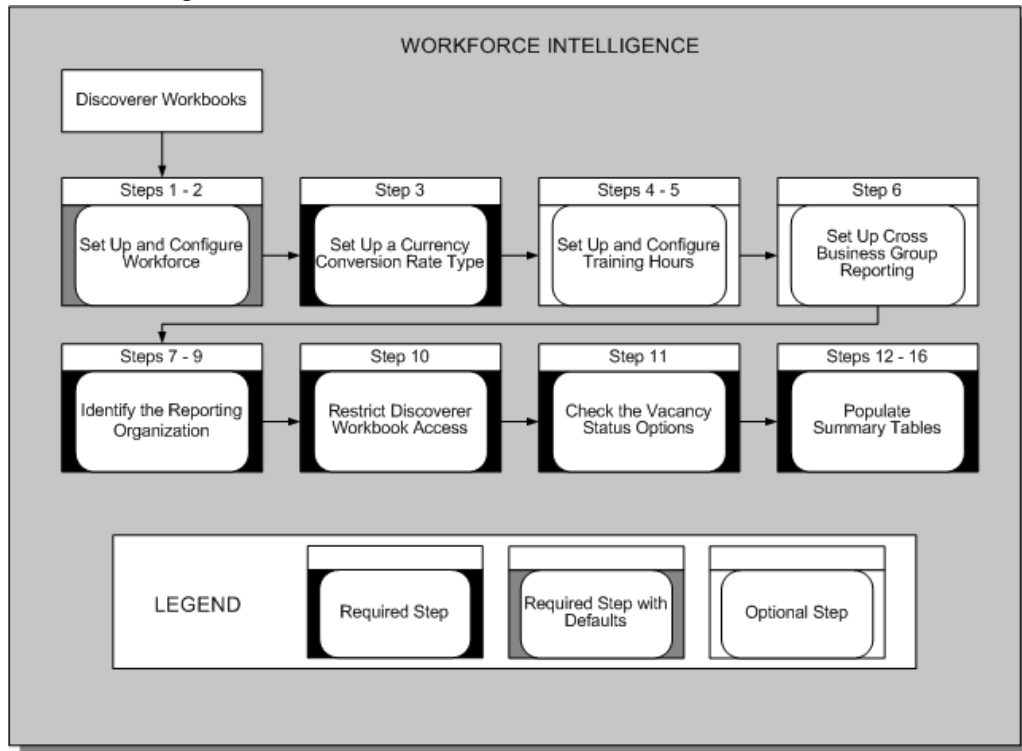 WORKFORCE INTELLIGENCE
Discoverer Workbooks
Steps 1 - 2
Set Up and Configure
Workforce
Step 3
Set Up a Currency
Conversion Rate Type
Steps 4 - 5
Set Up and Configure
Training Hours
Step 6
Set Up Cross
Business Group
Reporting
Steps 7 - 9
Identify the Reporting
Organization
Step 10
Restrict Discoverer
Workbook Access
Step 11
Check the Vacancy
Status Options
Steps 12 - 16
Populate
Summary Tables
LEGEND
Required Step
Required Step with
Defaults
Optional Step